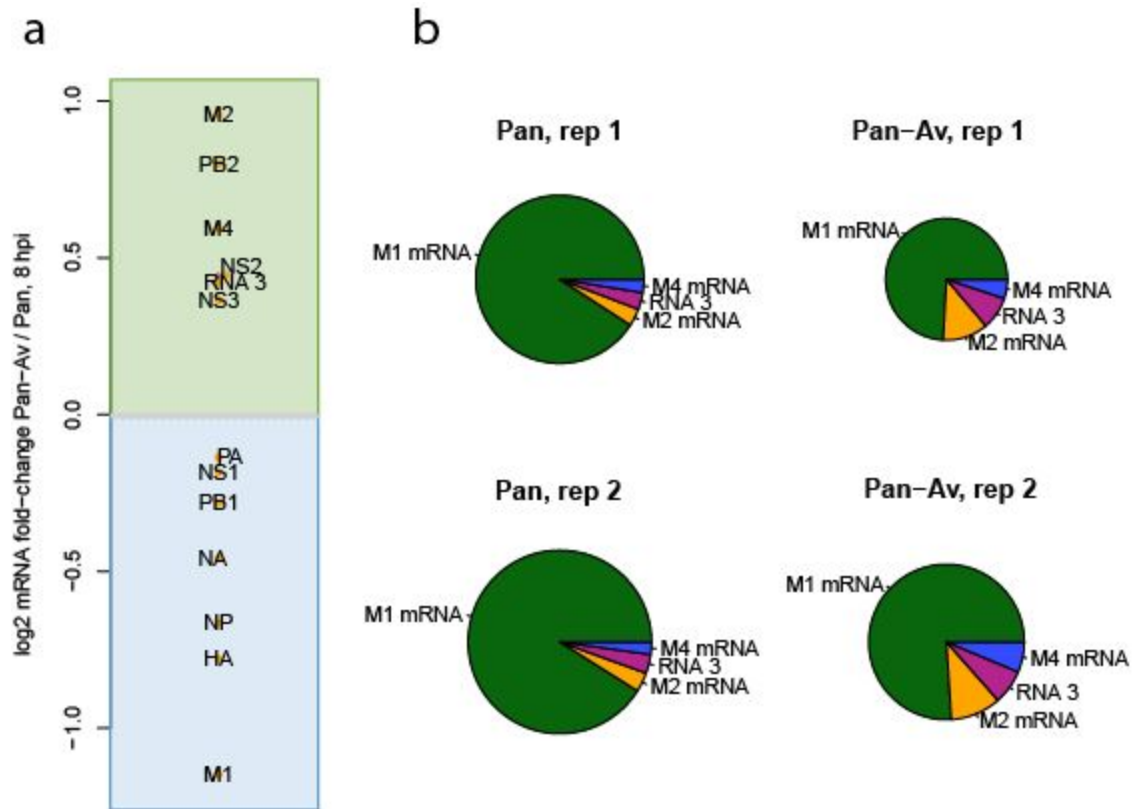 a
log2 mRNA fold-change Pan-Av / Pan, 8 hpi
1.0
0.5
0.0
−0.5
−1.0
M2
PB2
M4
NS2
RNA 3
NS3
PA
NS1
PB1
NA
NP
HA
M1
b
Pan, rep 1
M1 mRNA
M4 mRNA
RNA 3
M2 mRNA
Pan−Av, rep 1
M1 mRNA
M4 mRNA
RNA 3
M2 mRNA
Pan, rep 2
M1 mRNA
M4 mRNA
RNA 3
M2 mRNA
Pan−Av, rep 2
M1 mRNA
M4 mRNA
RNA 3
M2 mRNA